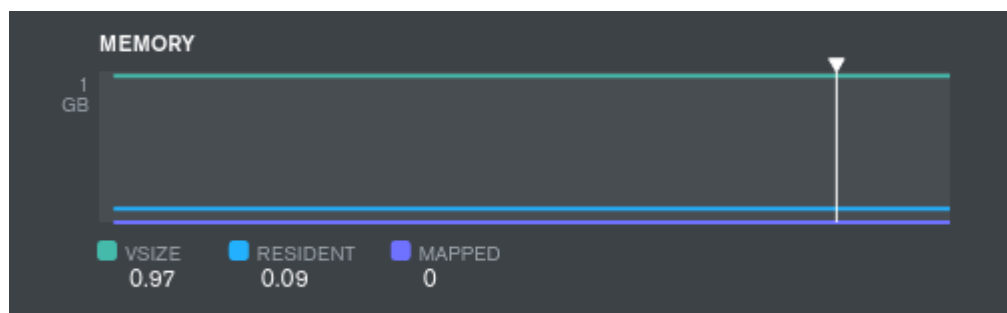 MEMORY
1
GB
VSIZE RESIDENT MAPPED
0.97 0.09 0